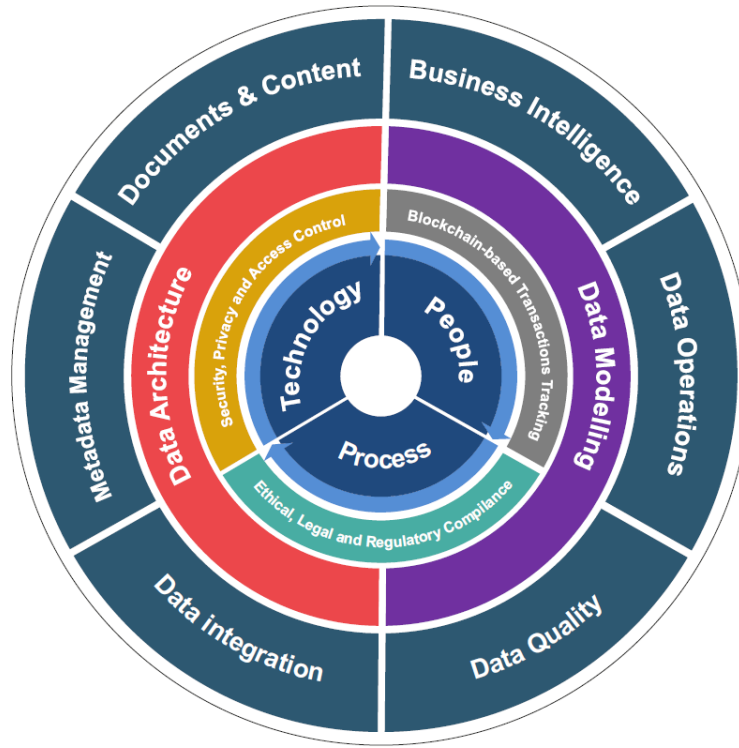 Documents & Content
Business Intelligence
Metadata Management
Data Architecture
Security, Privacy and Access Control
Blockchain-based Transactions Tracking
Technology
People
Process
Data Modelling
Data Operations
Ethical, Legal and Regulatory Compilance
Data integration
Data Quality